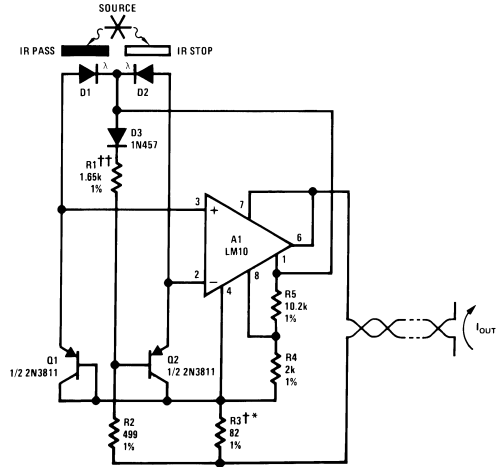 SOURCE
IR PASS
IR STOP
λ
λ
D1
D2
D3
1N457
R1††
1.65k
1%
3
+
7
A1
LM10
6
1
2
−
4
8
R5
10.2k
1%
IOUT
Q1
1/2 2N3811
Q2
1/2 2N3811
R4
2k
1%
R2
499
1%
R3†*
82
1%